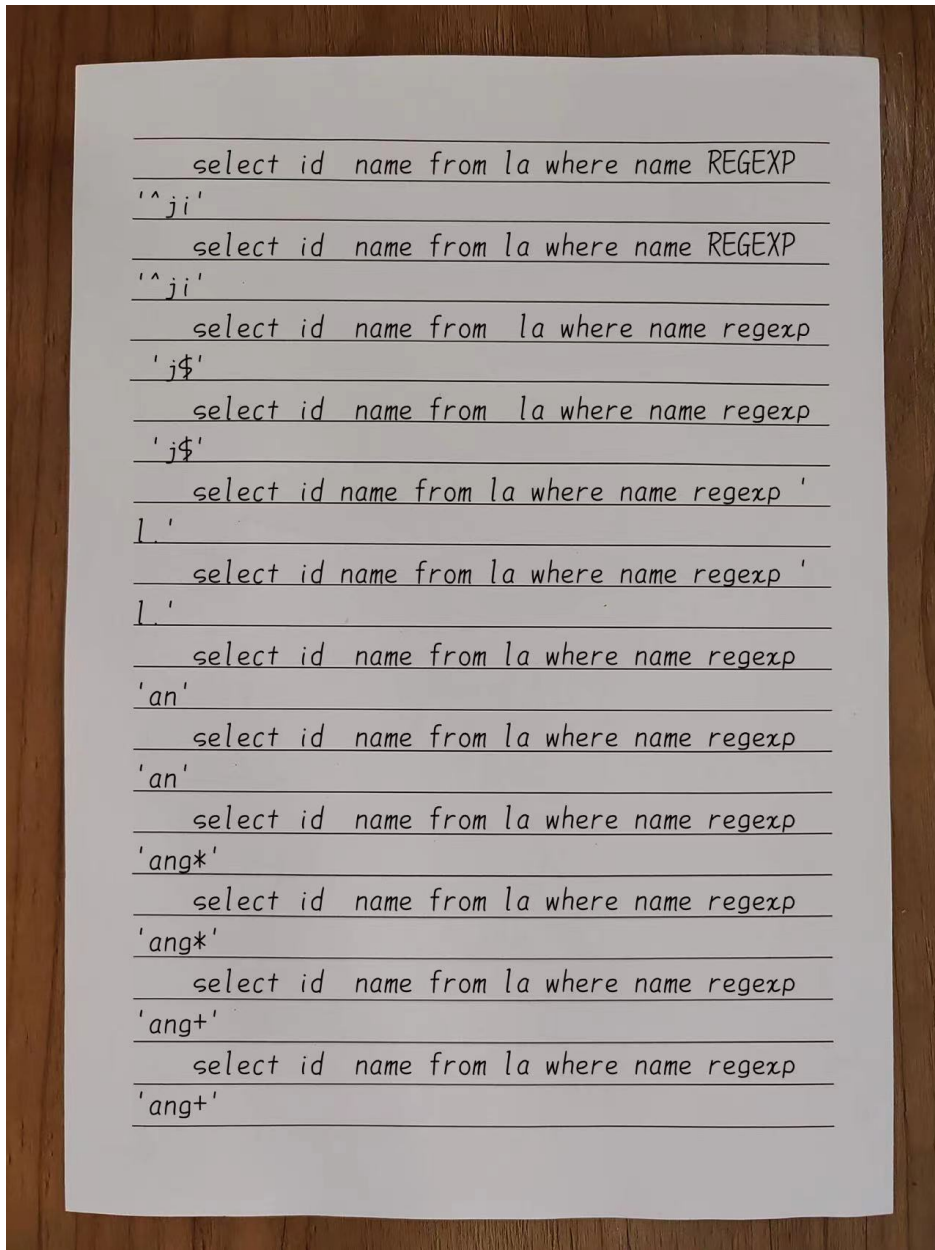 select id  name from la where name REGEXP
'^ji'
select id  name from la where name REGEXP
'^ji'
select id  name from  la where name regexp
'j$'
select id  name from  la where name regexp
'j$'
select id name from la where name regexp '
l.'
select id name from la where name regexp '
l.'
select id  name from la where name regexp
'an'
select id  name from la where name regexp
'an'
select id  name from la where name regexp
'ang*'
select id  name from la where name regexp
'ang*'
select id  name from la where name regexp
'ang+'
select id  name from la where name regexp
'ang+'